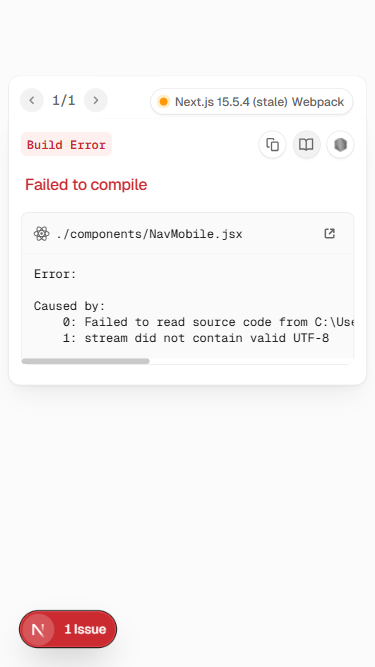 1/1
Next.js 15.5.4 (stale) Webpack
Build Error
Failed to compile
./components/NavMobile.jsx
Error:
Caused by:
0: Failed to read source code from C:\Use
1: stream did not contain valid UTF-8
N 1 Issue